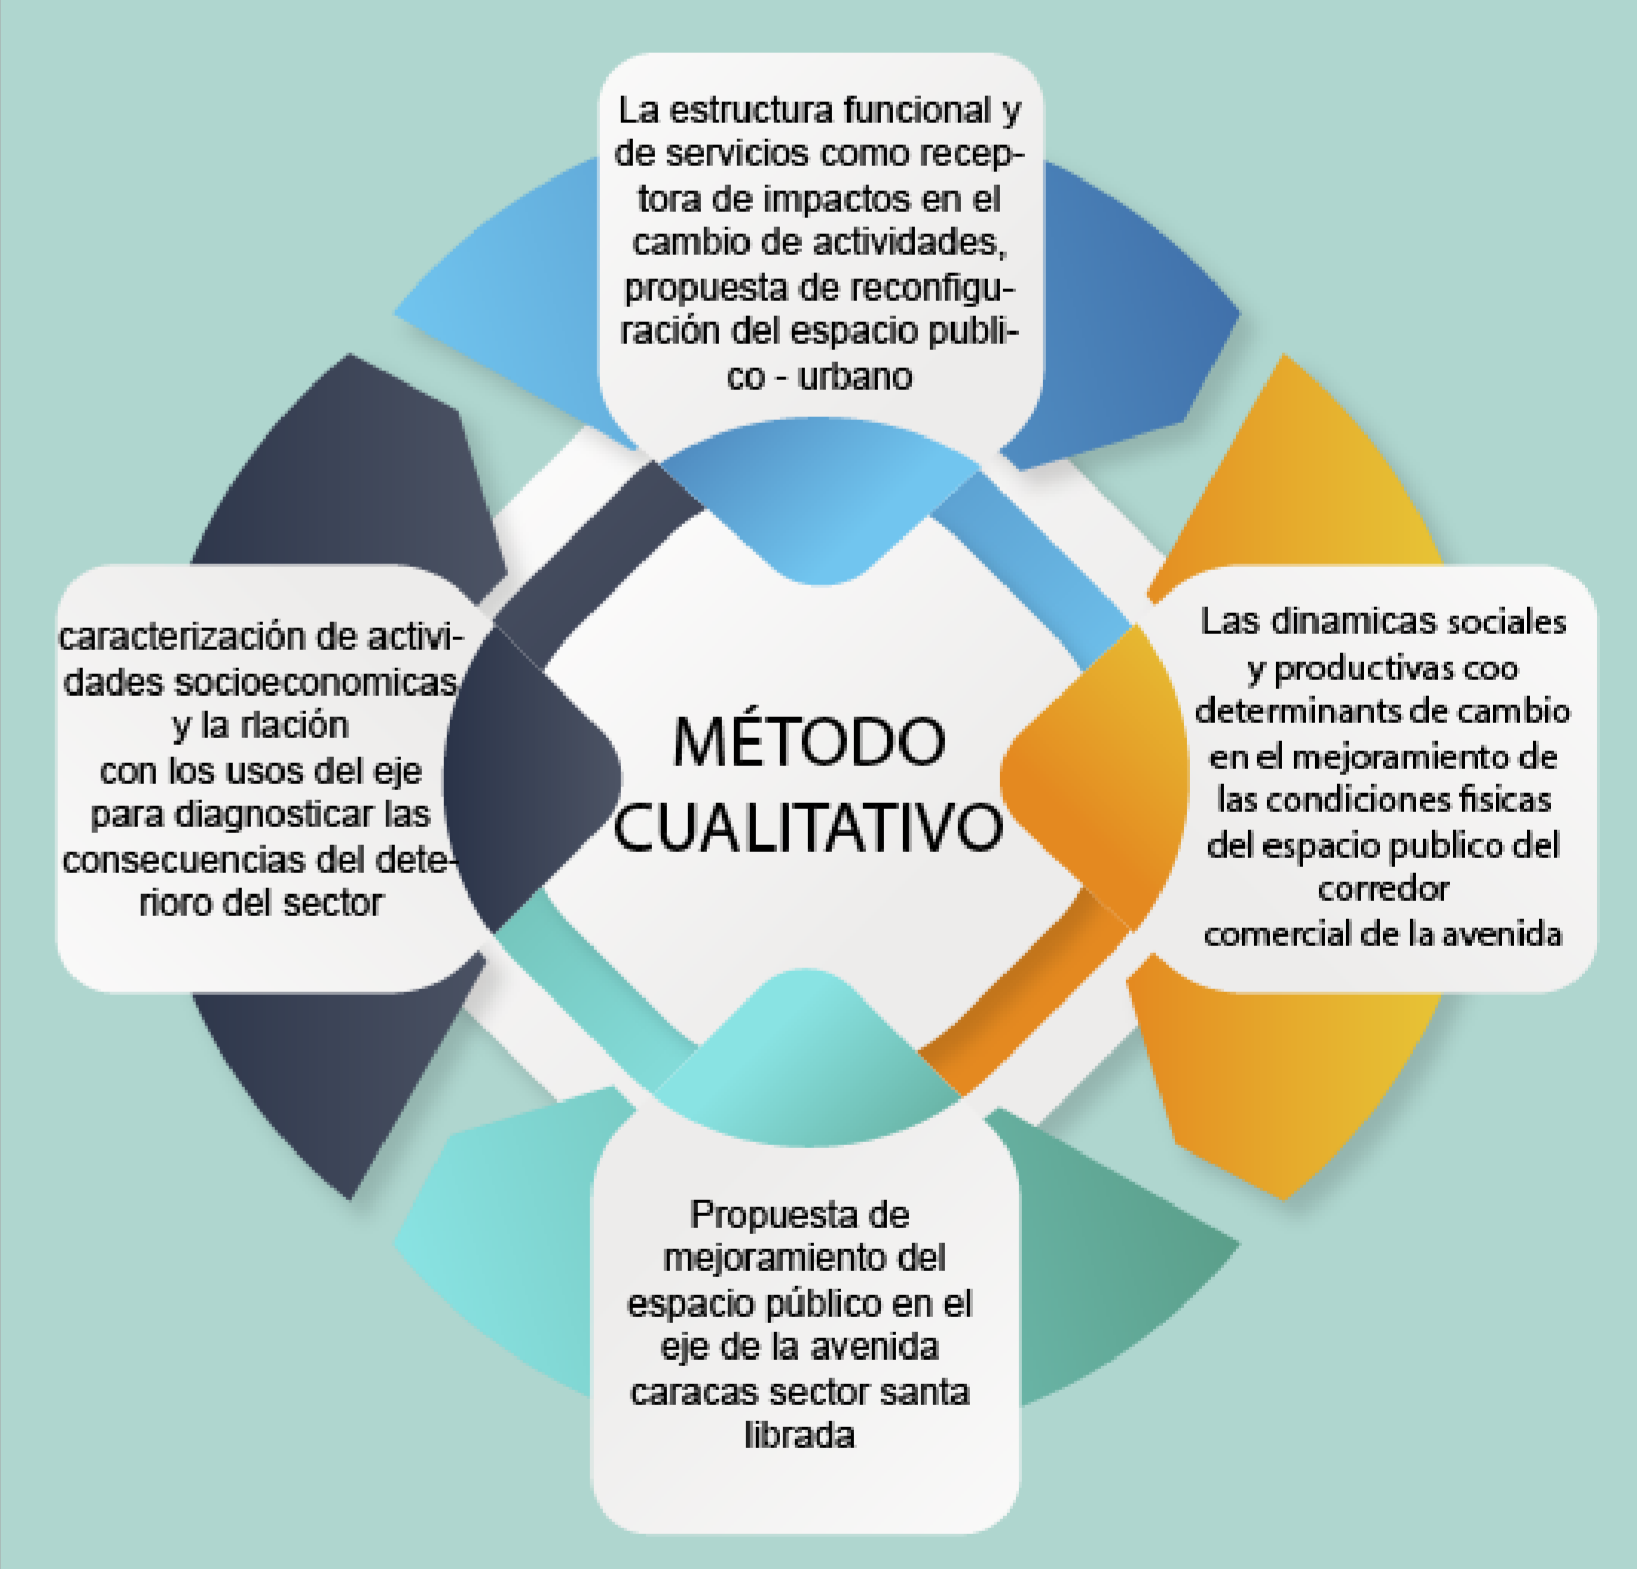 La estructura funcional y
de servicios como recep-
tora de impactos en el
cambio de actividades,
propuesta de reconfigu-
ración del espacio publi-
co - urbano
caracterización de activi-
dades socioeconomicas
y la rlación
con los usos del eje
para diagnosticar las
consecuencias del dete-
rioro del sector
MÉTODO
CUALITATIVO
Las dinamicas sociales
y productivas coo
determinants de cambio
en el mejoramiento de
las condiciones fisicas
del espacio publico del
corredor
comercial de la avenida
Propuesta de
mejoramiento del
espacio público en el
eje de la avenida
caracas sector santa
librada